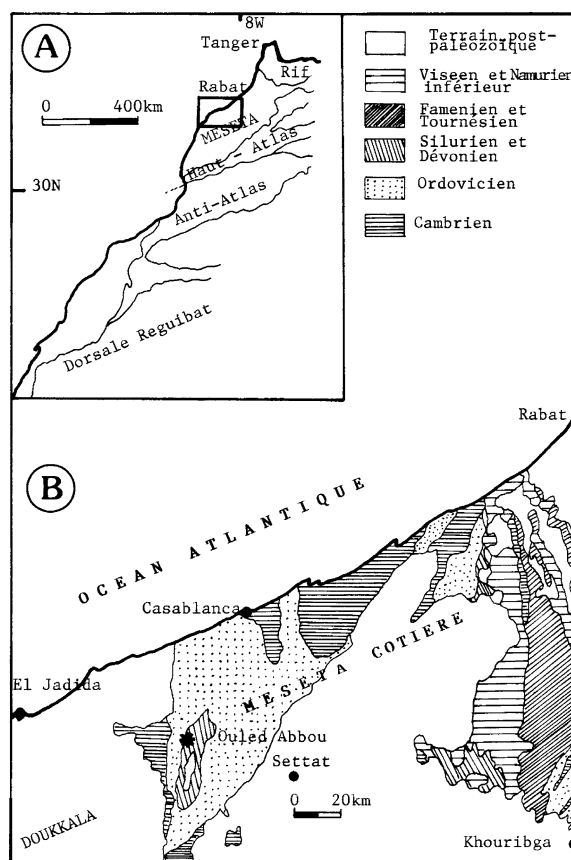 A
8W
Tanger
Rif
Rabat
0 400km
MESETA
Haut - Atlas
30N
Anti-Atlas
Dorsale Reguibat
Terrain post-
paléozoïque
Viseen et Namurien
inférieur
Famenien et
Tournésien
Silurien et
Dévonien
Ordovicien
Cambrien
Rabat
B
OCEAN ATLANTIQUE
Casablanca
MESETA COTIERE
El Jadida
Ouled Abbou
Settat
0 20km
DOUKKALA
Khouribga